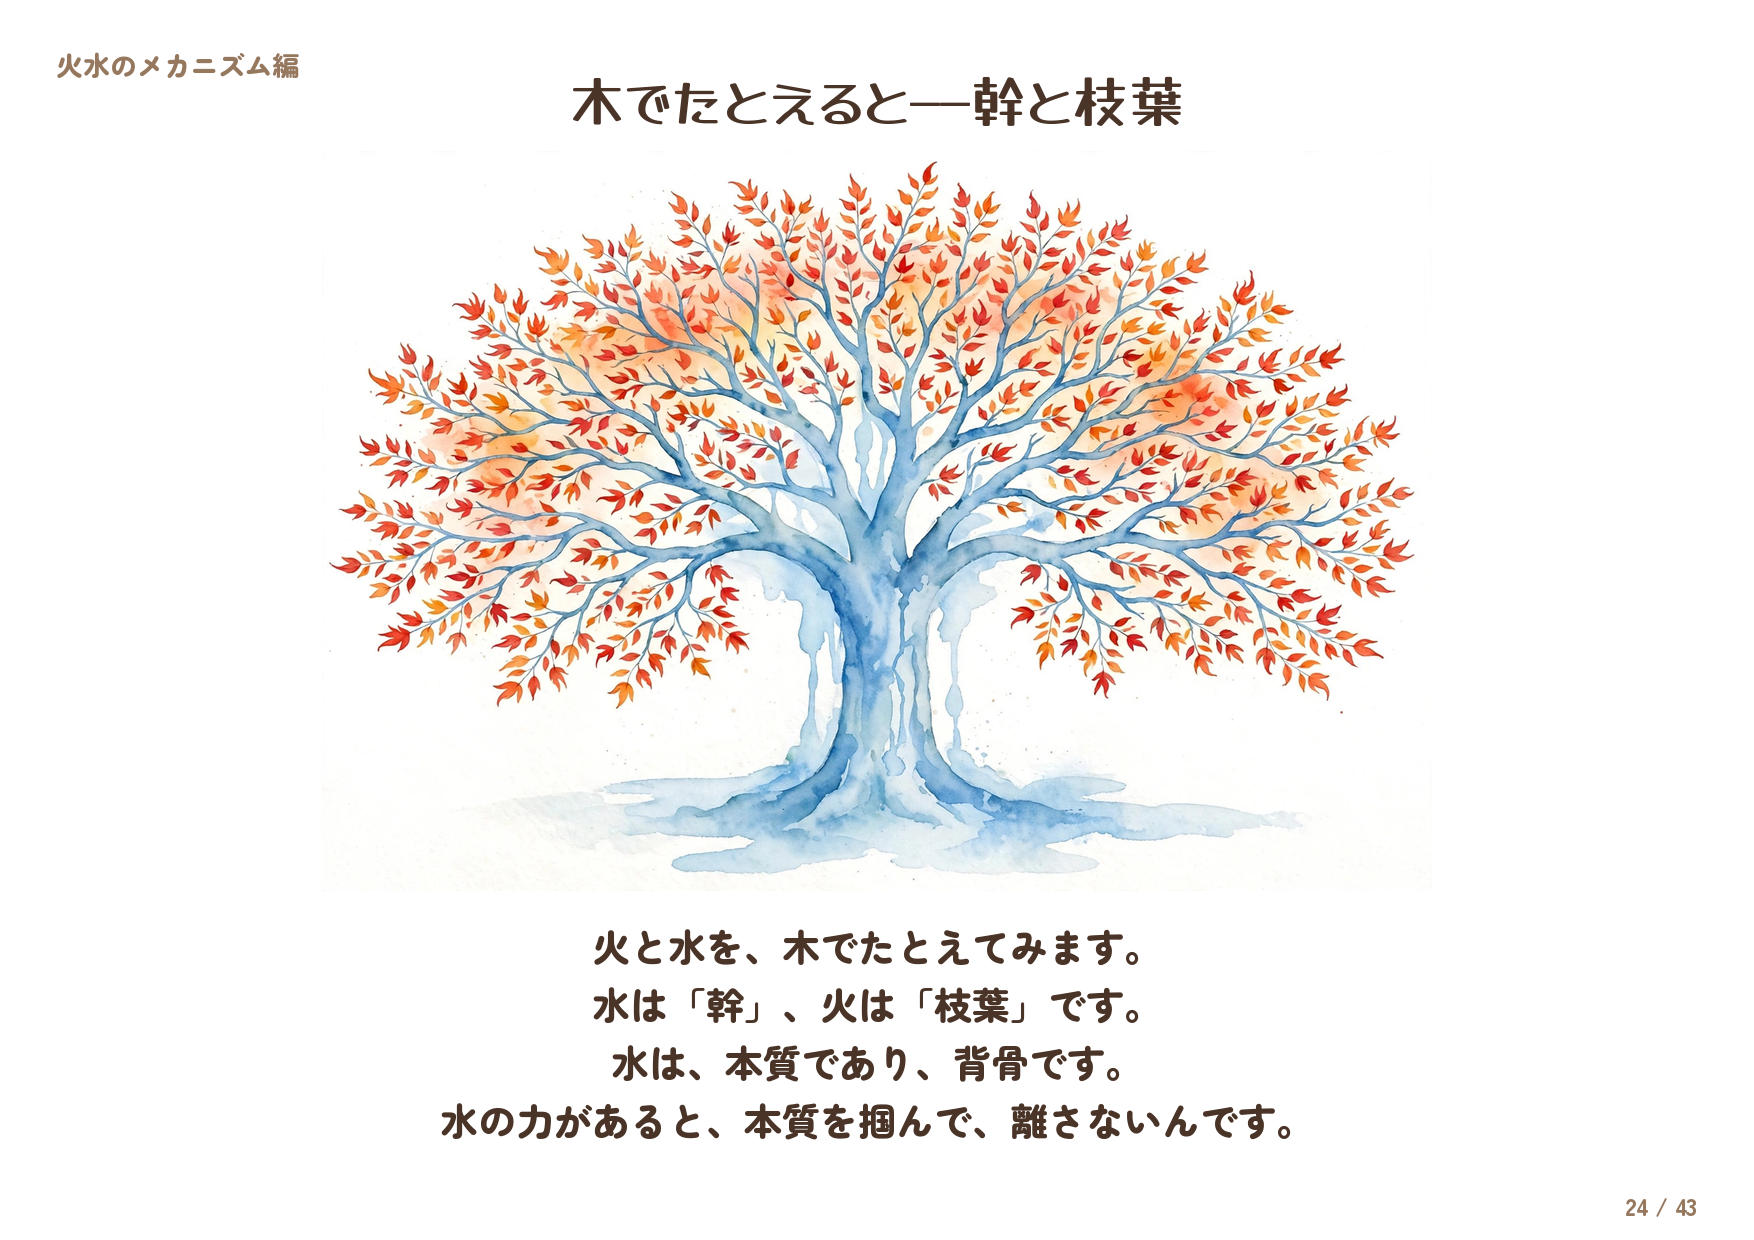 火水のメカニズム編
木でたとえると──幹と枝葉
火と水を、木でたとえてみます。
水は「幹」、火は「枝葉」です。
水は、本質であり、背骨です。
水の力があると、本質を掴んで、離さないんです。
24 / 43